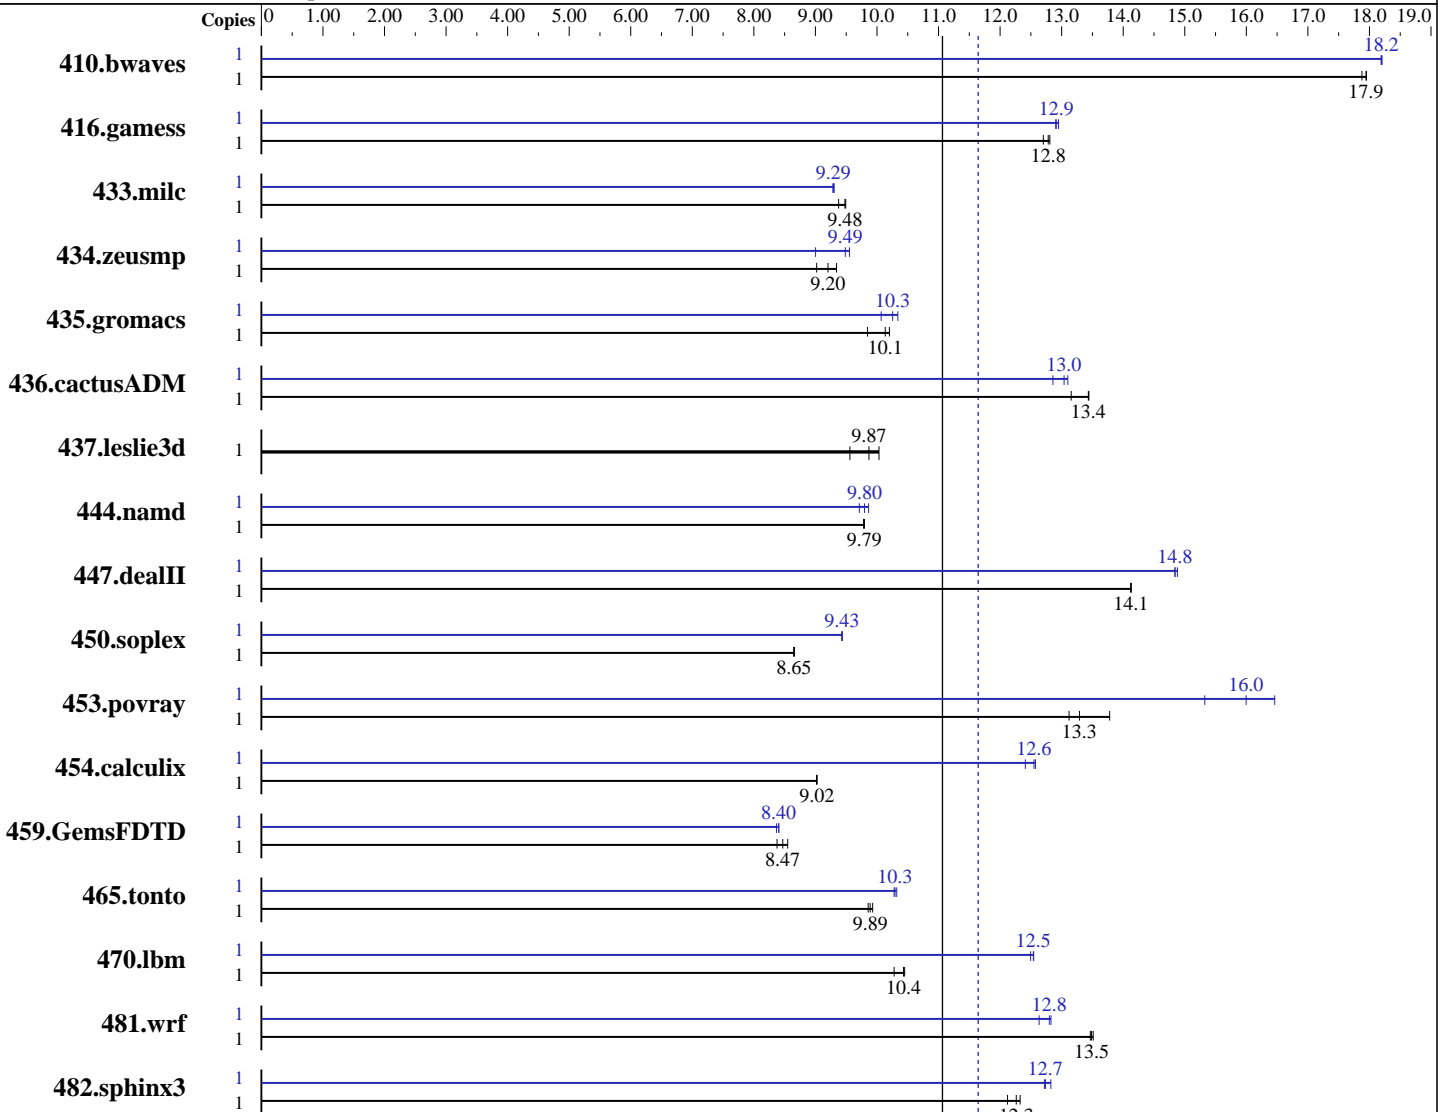 Copies 0 1.00 2.00 3.00 4.00 5.00 6.00 7.00 8.00 9.00 10.0 11.0 12.0 13.0 14.0 15.0 16.0 17.0 18.0 19.0
410.bwaves 1 18.2
1 17.9
416.gamess 1 12.9
1 12.8
433.milc 1 9.29
1 9.48
434.zeusmp 1 9.49
1 9.20
435.gromacs 1 10.3
1 10.1
436.cactusADM 1 13.0
1 13.4
437.leslie3d 1 9.87
444.namd 1 9.80
1 9.79
447.dealII 1 14.8
1 14.1
450.soplex 1 9.43
1 8.65
453.povray 1 16.0
1 13.3
454.calculix 1 12.6
1 9.02
459.GemsFDTD 1 8.40
1 8.47
465.tonto 1 10.3
1 9.89
470.lbm 1 12.5
1 10.4
481.wrf 1 12.8
1 13.5
482.sphinx3 1 12.7
1